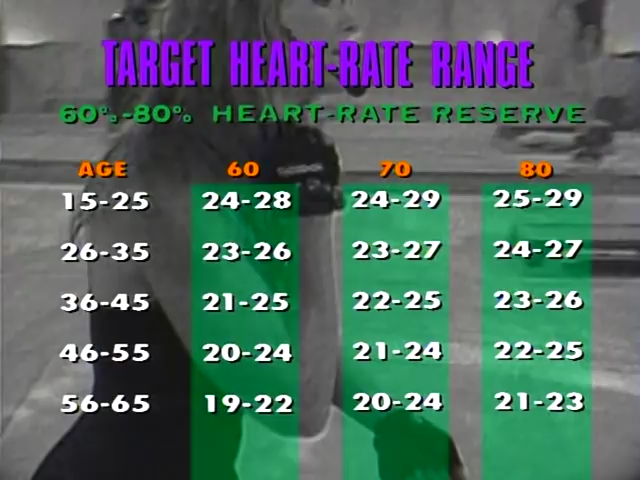 TARGET HEART-RATE RANGE
60%-80% HEART-RATE RESERVE
AGE 60 70 80
15-25 24-28 24-29 25-29
26-35 23-26 23-27 24-27
36-45 21-25 22-25 23-26
46-55 20-24 21-24 22-25
56-65 19-22 20-24 21-23